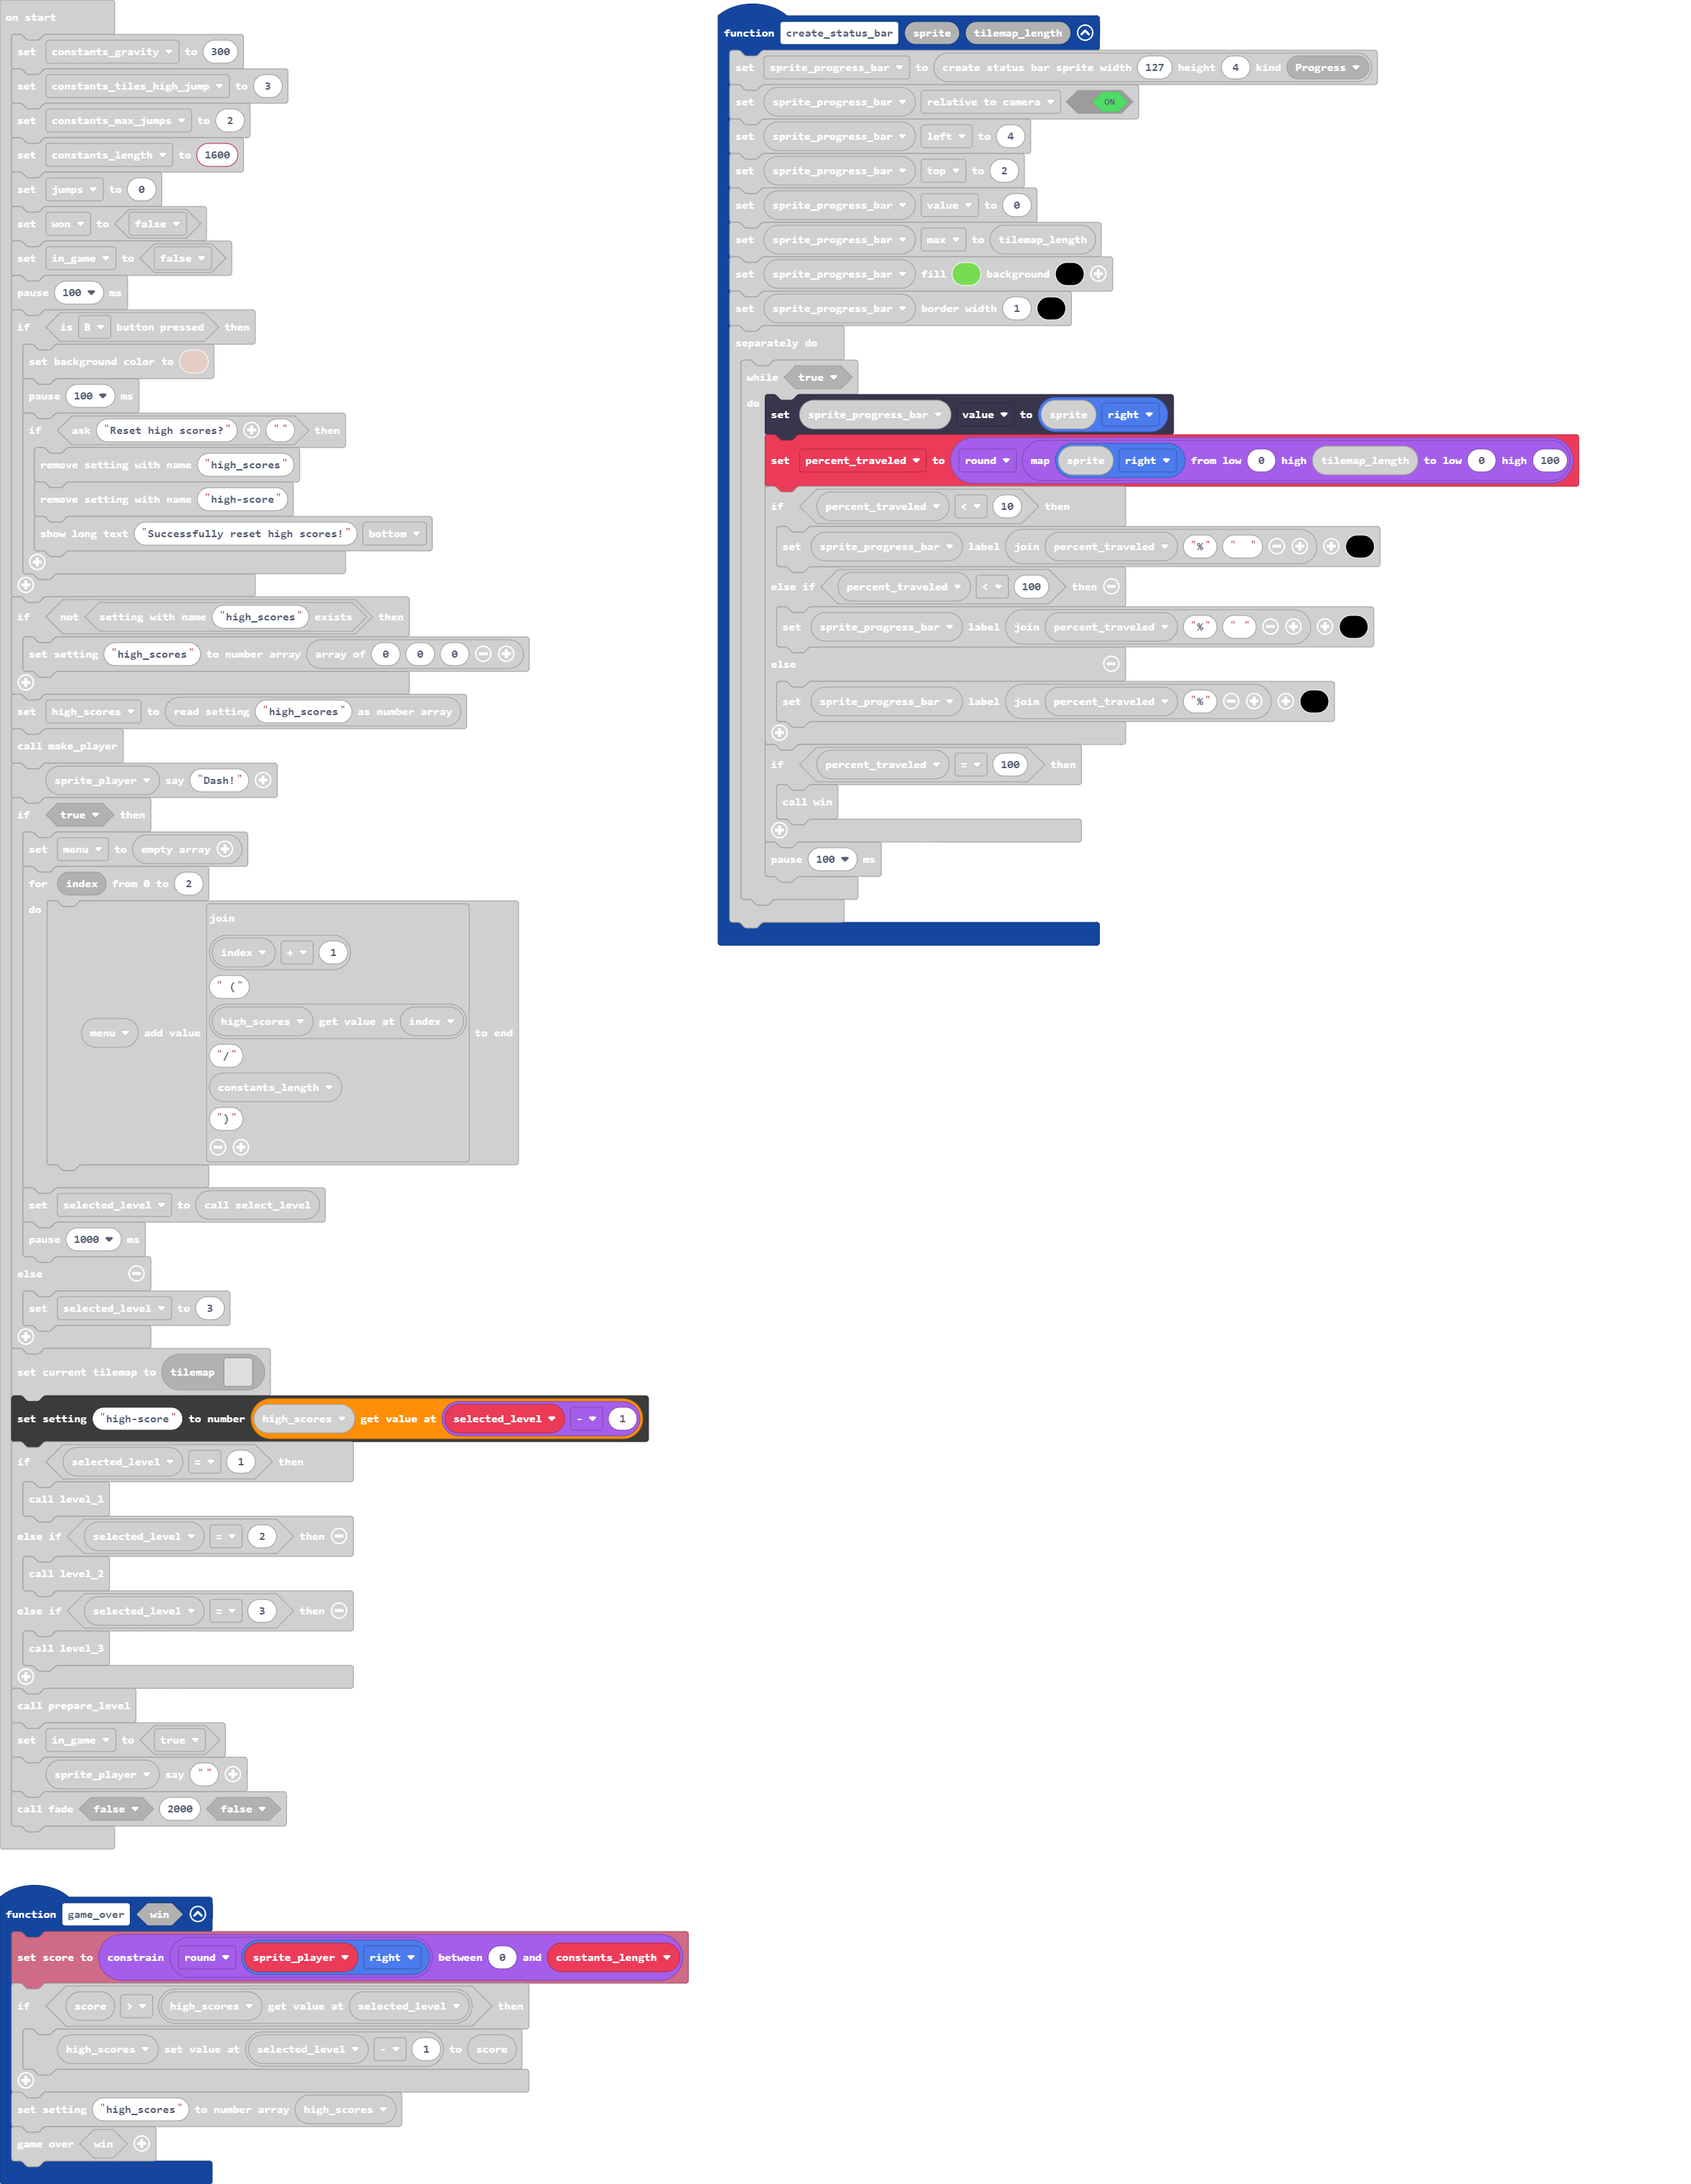 on start
set constants_gravity to 300
set constants_tiles_high_jump to 3
set constants_max_jumps to 2
set constants_length to 1600
set jumps to 0
set won to false
set in_game to false
pause 100 ms
if is B button pressed then
set background color to
pause 100 ms
if ask "Reset high scores?" "" then
remove setting with name "high_scores"
remove setting with name "high-score"
show long text "Successfully reset high scores!" bottom
if not setting with name "high_scores" exists then
set setting "high_scores" to number array array of 0 0 0
set high_scores to read setting "high_scores" as number array
call make_player
sprite_player say "Dash!"
if true then
set menu to empty array
for index from 0 to 2
do
join
index + 1
" ("
high_scores get value at index
menu add value to end
"/"
constants_length
")"
set selected_level to call select_level
pause 1000 ms
else
set selected_level to 3
set current tilemap to tilemap
set setting "high-score" to number high_scores get value at selected_level - 1
if selected_level = 1 then
call level_1
else if selected_level = 2 then
call level_2
else if selected_level = 3 then
call level_3
call prepare_level
set in_game to true
sprite_player say ""
call fade false 2000 false
function game_over win
set score to constrain round sprite_player right between 0 and constants_length
if score > high_scores get value at selected_level then
high_scores set value at selected_level - 1 to score
set setting "high_scores" to number array high_scores
game over win
function create_status_bar sprite tilemap_length
set sprite_progress_bar to create status bar sprite width 127 height 4 kind Progress
set sprite_progress_bar relative to camera ON
set sprite_progress_bar left to 4
set sprite_progress_bar top to 2
set sprite_progress_bar value to 0
set sprite_progress_bar max to tilemap_length
set sprite_progress_bar fill background
set sprite_progress_bar border width 1
separately do
while true
do
set sprite_progress_bar value to sprite right
set percent_traveled to round map sprite right from low 0 high tilemap_length to low 0 high 100
if percent_traveled < 10 then
set sprite_progress_bar label join percent_traveled "%" "  "
else if percent_traveled < 100 then
set sprite_progress_bar label join percent_traveled "%" " "
else
set sprite_progress_bar label join percent_traveled "%"
if percent_traveled = 100 then
call win
pause 100 ms